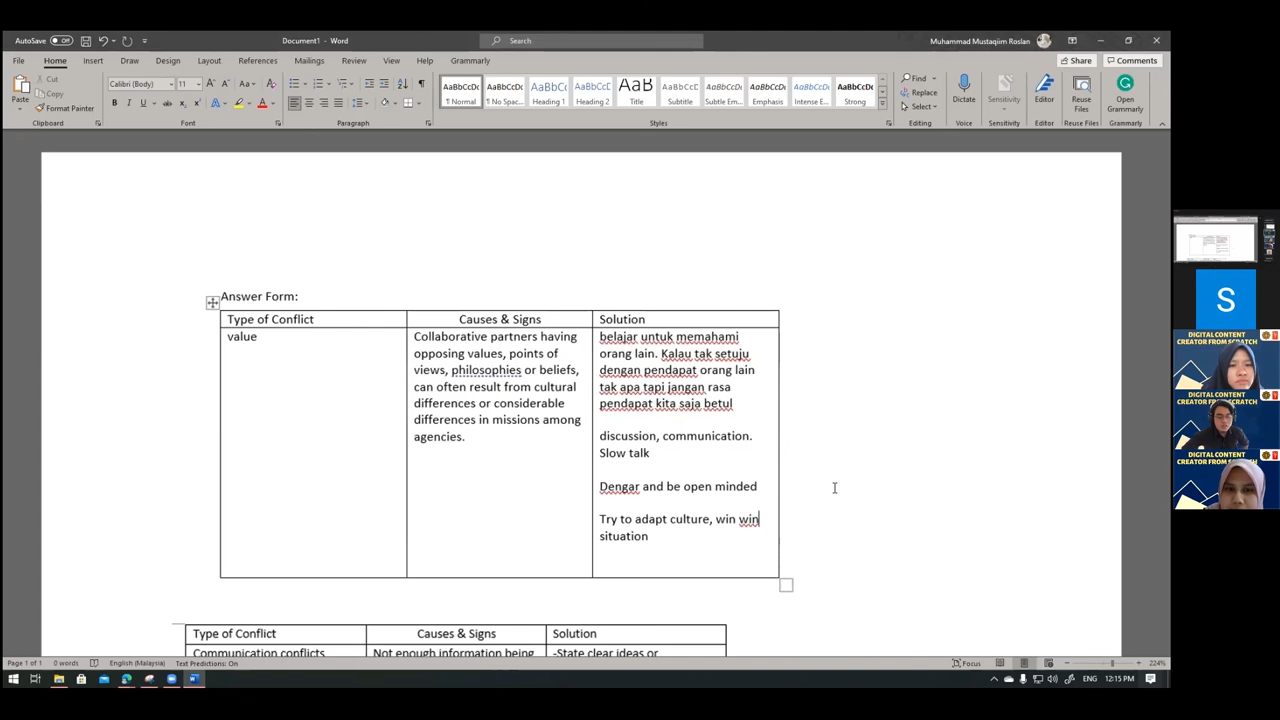 AutoSave Off
Document1 - Word
Search
Muhammad Mustaqiim Roslan
File Home Insert Draw Design Layout References Mailings Review View Help Grammarly
Share Comments
Paste
Cut
Copy
Format Painter
Calibri (Body) 11
AaBbCcDc AaBbCcDc AaBbCc AaBbCcD AaB AaBbCcD AaBbCcDc AaBbCcDc AaBbCcDc AaBbCcDc
¶ Normal ¶ No Spac... Heading 1 Heading 2 Title Subtitle Subtle Em... Emphasis Intense E... Strong
Find
Replace
Select
Dictate
Sensitivity
Editor
Reuse Files
Open Grammarly
Clipboard Font Paragraph Styles Editing Voice Sensitivity Editor Reuse Files Grammarly
Answer Form:
Type of Conflict Causes & Signs Solution
value
Collaborative partners having
opposing values, points of
views, philosophies or beliefs,
can often result from cultural
differences or considerable
differences in missions among
agencies.
belajar untuk memahami
orang lain. Kalau tak setuju
dengan pendapat orang lain
tak apa tapi jangan rasa
pendapat kita saja betul
discussion, communication.
Slow talk
Dengar and be open minded
Try to adapt culture, win win
situation
Type of Conflict Causes & Signs Solution
Communication conflicts Not enough information being -State clear ideas or
S
DIGITAL CONTENT
CREATOR FROM SCRATCH
DIGITAL CONTENT
CREATOR FROM SCRATCH
DIGITAL CONTENT
CREATOR FROM SCRATCH
Page 1 of 1 0 words English (Malaysia) Text Predictions: On
Focus
224%
ENG 12:15 PM